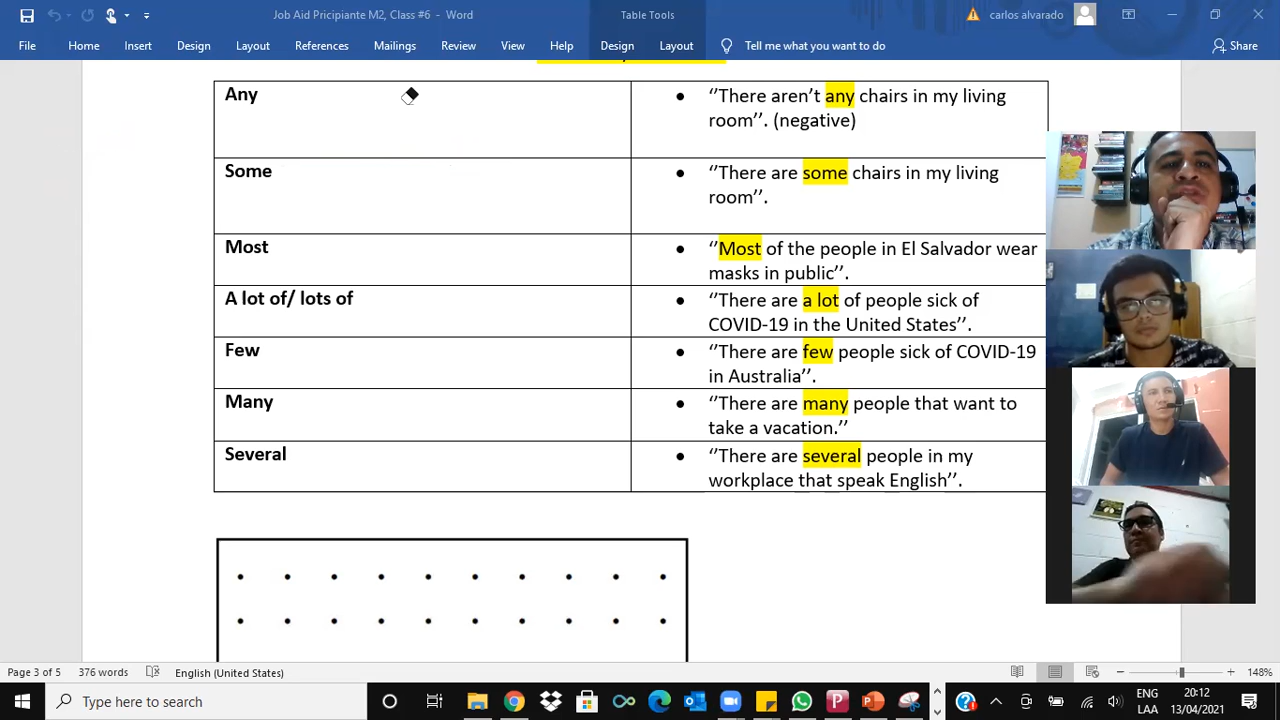 Job Aid Pricipiante M2, Class #6 - Word
Table Tools
carlos alvarado
File Home Insert Design Layout References Mailings Review View Help Design Layout Tell me what you want to do Share
Any
‘’There aren’t any chairs in my living
room’’. (negative)
Some
‘’There are some chairs in my living
room’’.
Most
‘’Most of the people in El Salvador wear
masks in public’’.
A lot of/ lots of
‘’There are a lot of people sick of
COVID-19 in the United States’’.
Few
‘’There are few people sick of COVID-19
in Australia’’.
Many
‘’There are many people that want to
take a vacation.’’
Several
‘’There are several people in my
workplace that speak English’’.
Page 3 of 5 376 words English (United States) 148%
Type here to search
ENG
LAA
20:12
13/04/2021